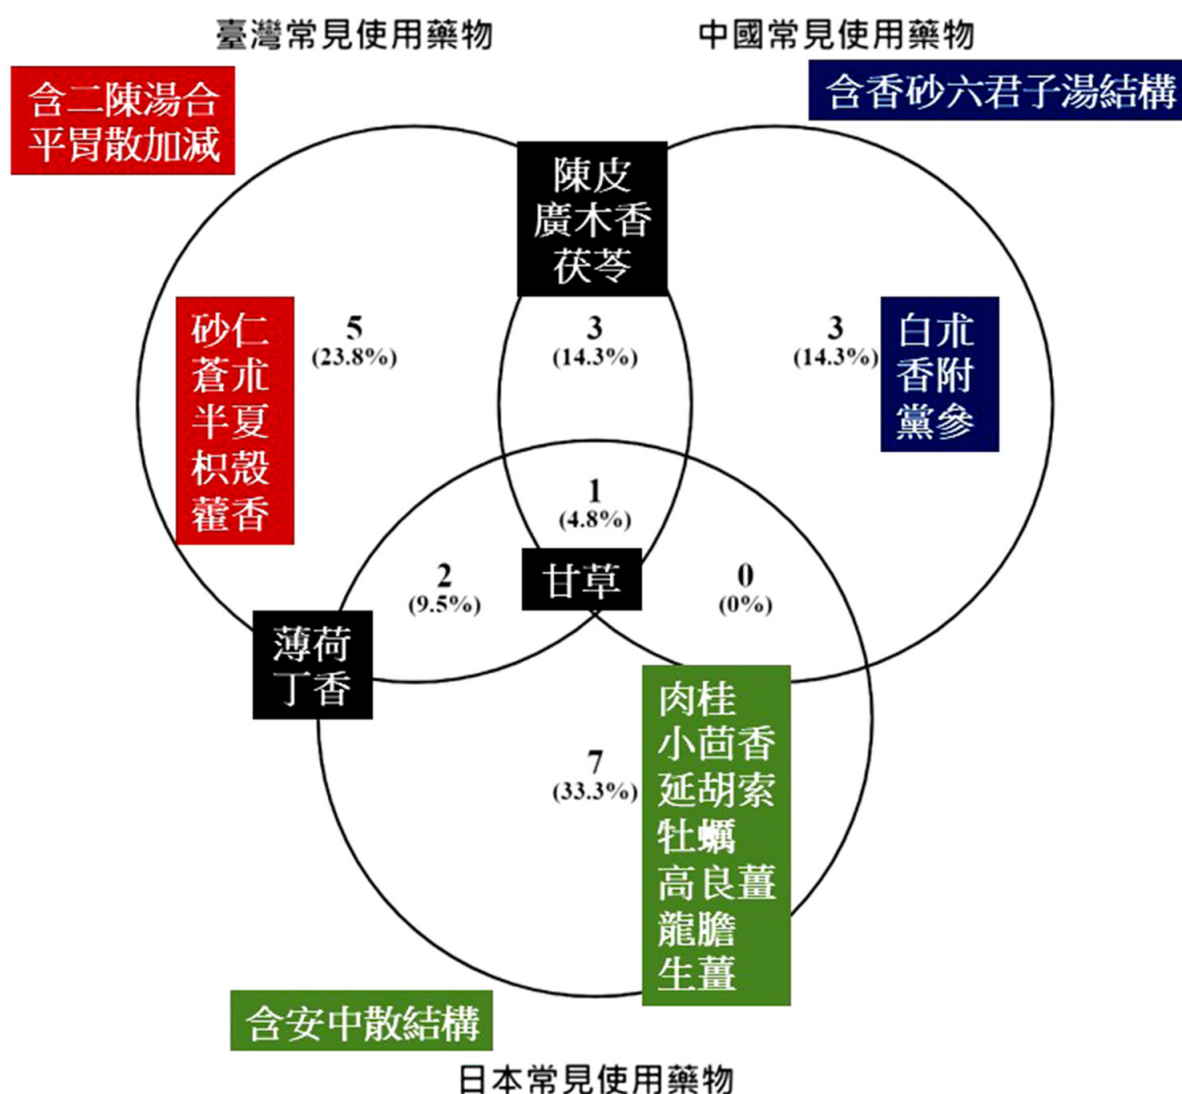 臺灣常見使用藥物
中國常見使用藥物
含二陳湯合
平胃散加減
含香砂六君子湯結構
陳皮
廣木香
茯苓
砂仁
蒼朮
半夏
枳殼
藿香
5
(23.8%)
3
(14.3%)
3
(14.3%)
白朮
香附
黨參
1
(4.8%)
甘草
2
(9.5%)
0
(0%)
薄荷
丁香
7
(33.3%)
肉桂
小茴香
延胡索
牡蠣
高良薑
龍膽
生薑
含安中散結構
日本常見使用藥物